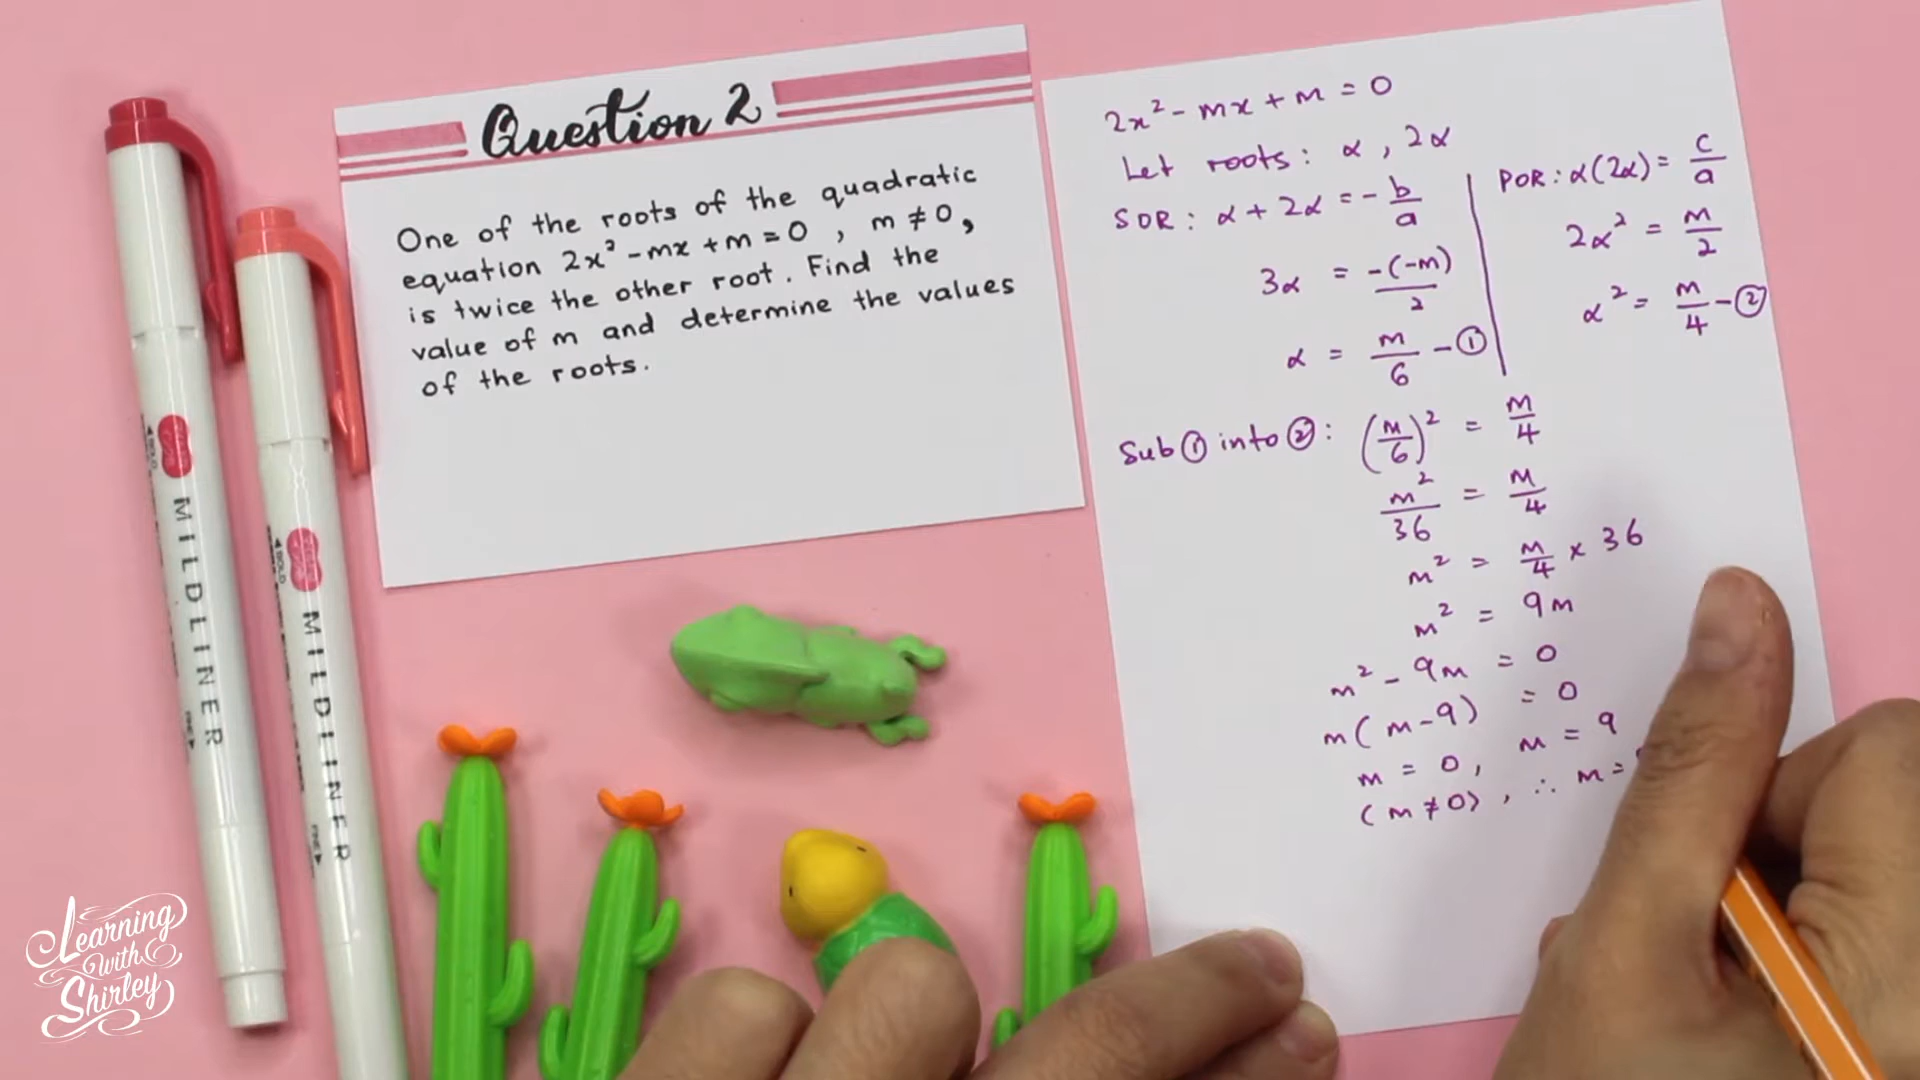 Question 2
One of the roots of the quadratic
equation 2x² - mx + m = 0 , m ≠ 0,
is twice the other root. Find the
value of m and determine the values
of the roots.
2x² - mx + m = 0
Let roots: α , 2α
SOR: α + 2α = - b/a
3α = -(-m)/2
α = m/6 - ①
POR: α(2α) = c/a
2α² = m/2
α² = m/4 - ②
Sub ① into ②: (m/6)² = m/4
m²/36 = m/4
m² = m/4 × 36
m² = 9m
m² - 9m = 0
m(m-9) = 0
m = 0, m = 9
(m≠0), ∴ m =
MILDLINER
MILDLINER
Learning
With
Shirley